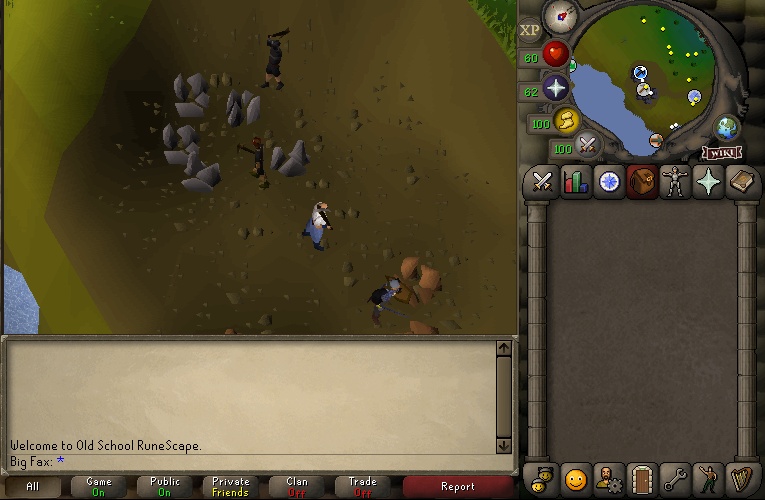 XP
60
62
100
100
WIKI
Welcome to Old School RuneScape.
Big Fax: *
All
Game
On
Public
On
Private
Friends
Clan
Off
Trade
Off
Report